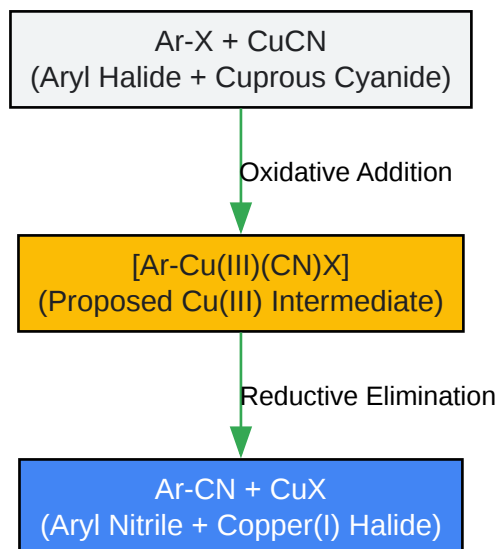 Ar-X + CuCN
(Aryl Halide + Cuprous Cyanide)
Oxidative Addition
[Ar-Cu(III)(CN)X]
(Proposed Cu(III) Intermediate)
Reductive Elimination
Ar-CN + CuX
(Aryl Nitrile + Copper(I) Halide)